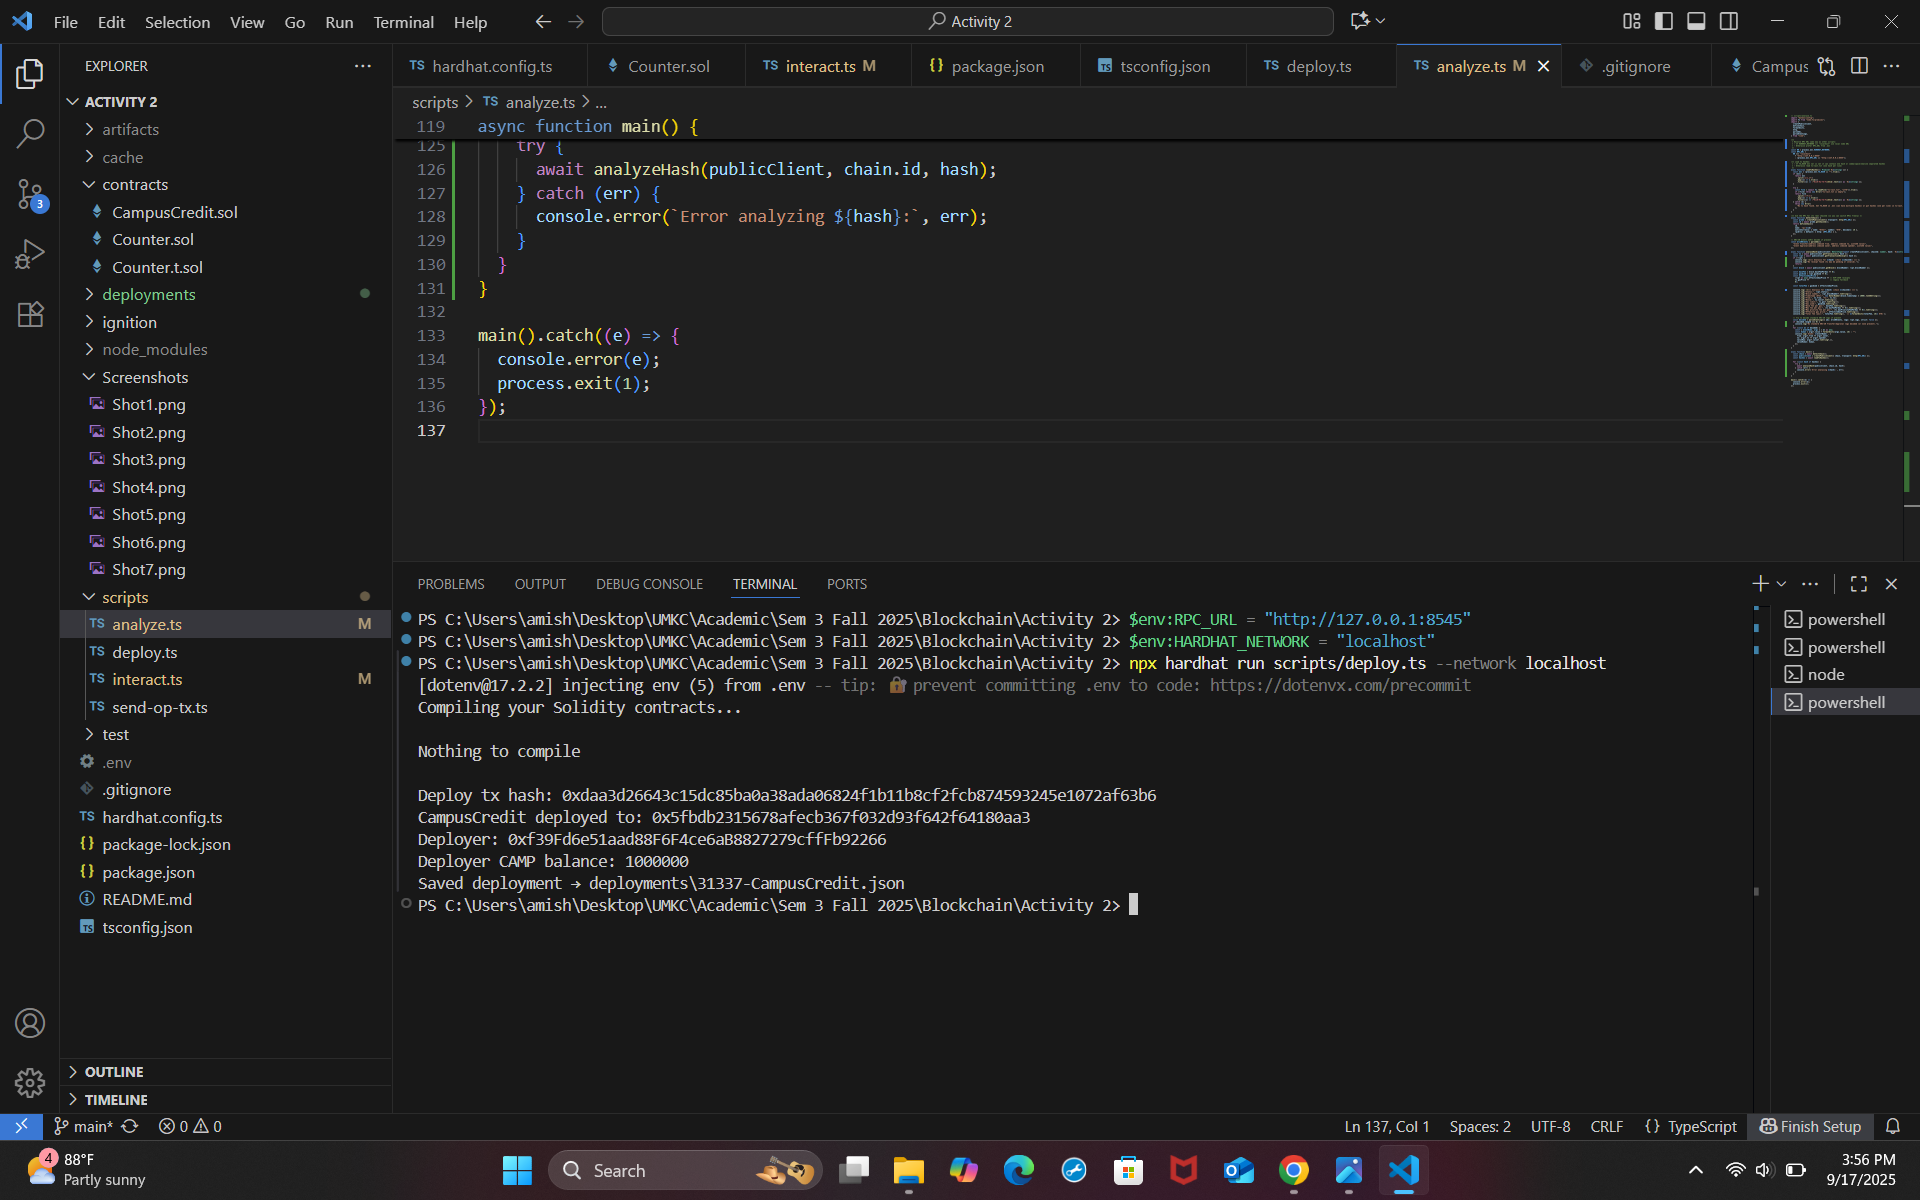 File Edit Selection View Go Run Terminal Help
Activity 2
EXPLORER
ACTIVITY 2
artifacts
cache
contracts
CampusCredit.sol
Counter.sol
Counter.t.sol
deployments
ignition
node_modules
Screenshots
Shot1.png
Shot2.png
Shot3.png
Shot4.png
Shot5.png
Shot6.png
Shot7.png
scripts
TS analyze.ts M
TS deploy.ts
TS interact.ts M
TS send-op-tx.ts
test
.env
.gitignore
TS hardhat.config.ts
{} package-lock.json
{} package.json
README.md
TS tsconfig.json
OUTLINE
TIMELINE
3
TS hardhat.config.ts Counter.sol TS interact.ts M {} package.json TS tsconfig.json TS deploy.ts TS analyze.ts M .gitignore Campus
scripts > TS analyze.ts > ...
119 async function main() {
125 try {
126 await analyzeHash(publicClient, chain.id, hash);
127 } catch (err) {
128 console.error(`Error analyzing ${hash}:`, err);
129 }
130 }
131 }
132
133 main().catch((e) => {
134 console.error(e);
135 process.exit(1);
136 });
137
PROBLEMS OUTPUT DEBUG CONSOLE TERMINAL PORTS
PS C:\Users\amish\Desktop\UMKC\Academic\Sem 3 Fall 2025\Blockchain\Activity 2> $env:RPC_URL = "http://127.0.0.1:8545"
PS C:\Users\amish\Desktop\UMKC\Academic\Sem 3 Fall 2025\Blockchain\Activity 2> $env:HARDHAT_NETWORK = "localhost"
PS C:\Users\amish\Desktop\UMKC\Academic\Sem 3 Fall 2025\Blockchain\Activity 2> npx hardhat run scripts/deploy.ts --network localhost
[dotenv@17.2.2] injecting env (5) from .env -- tip: 🔐 prevent committing .env to code: https://dotenvx.com/precommit
Compiling your Solidity contracts...
Nothing to compile
Deploy tx hash: 0xdaa3d26643c15dc85ba0a38ada06824f1b11b8cf2fcb874593245e1072af63b6
CampusCredit deployed to: 0x5fbdb2315678afecb367f032d93f642f64180aa3
Deployer: 0xf39Fd6e51aad88F6F4ce6aB8827279cffFb92266
Deployer CAMP balance: 1000000
Saved deployment → deployments\31337-CampusCredit.json
PS C:\Users\amish\Desktop\UMKC\Academic\Sem 3 Fall 2025\Blockchain\Activity 2>
powershell
powershell
node
powershell
main* 0 0 Ln 137, Col 1 Spaces: 2 UTF-8 CRLF {} TypeScript Finish Setup
4
88°F
Partly sunny
Search
3:56 PM
9/17/2025